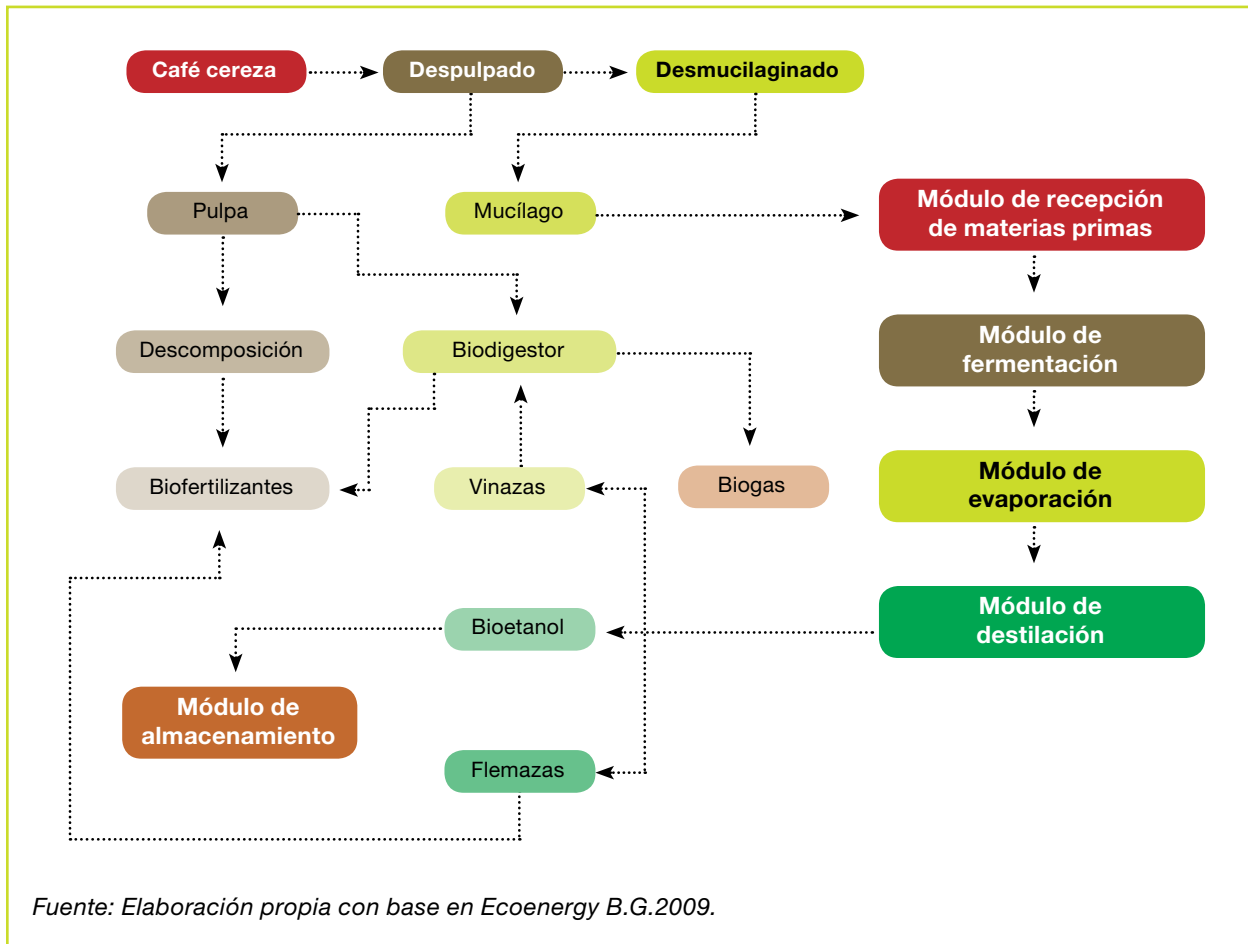 Café cereza
Despulpado
Desmucilaginado
Pulpa
Mucílago
Módulo de recepción
de materias primas
Descomposición
Biodigestor
Módulo de
fermentación
Biofertilizantes
Vinazas
Biogas
Módulo de
evaporación
Bioetanol
Módulo de
destilación
Módulo de
almacenamiento
Flemazas
Fuente: Elaboración propia con base en Ecoenergy B.G.2009.